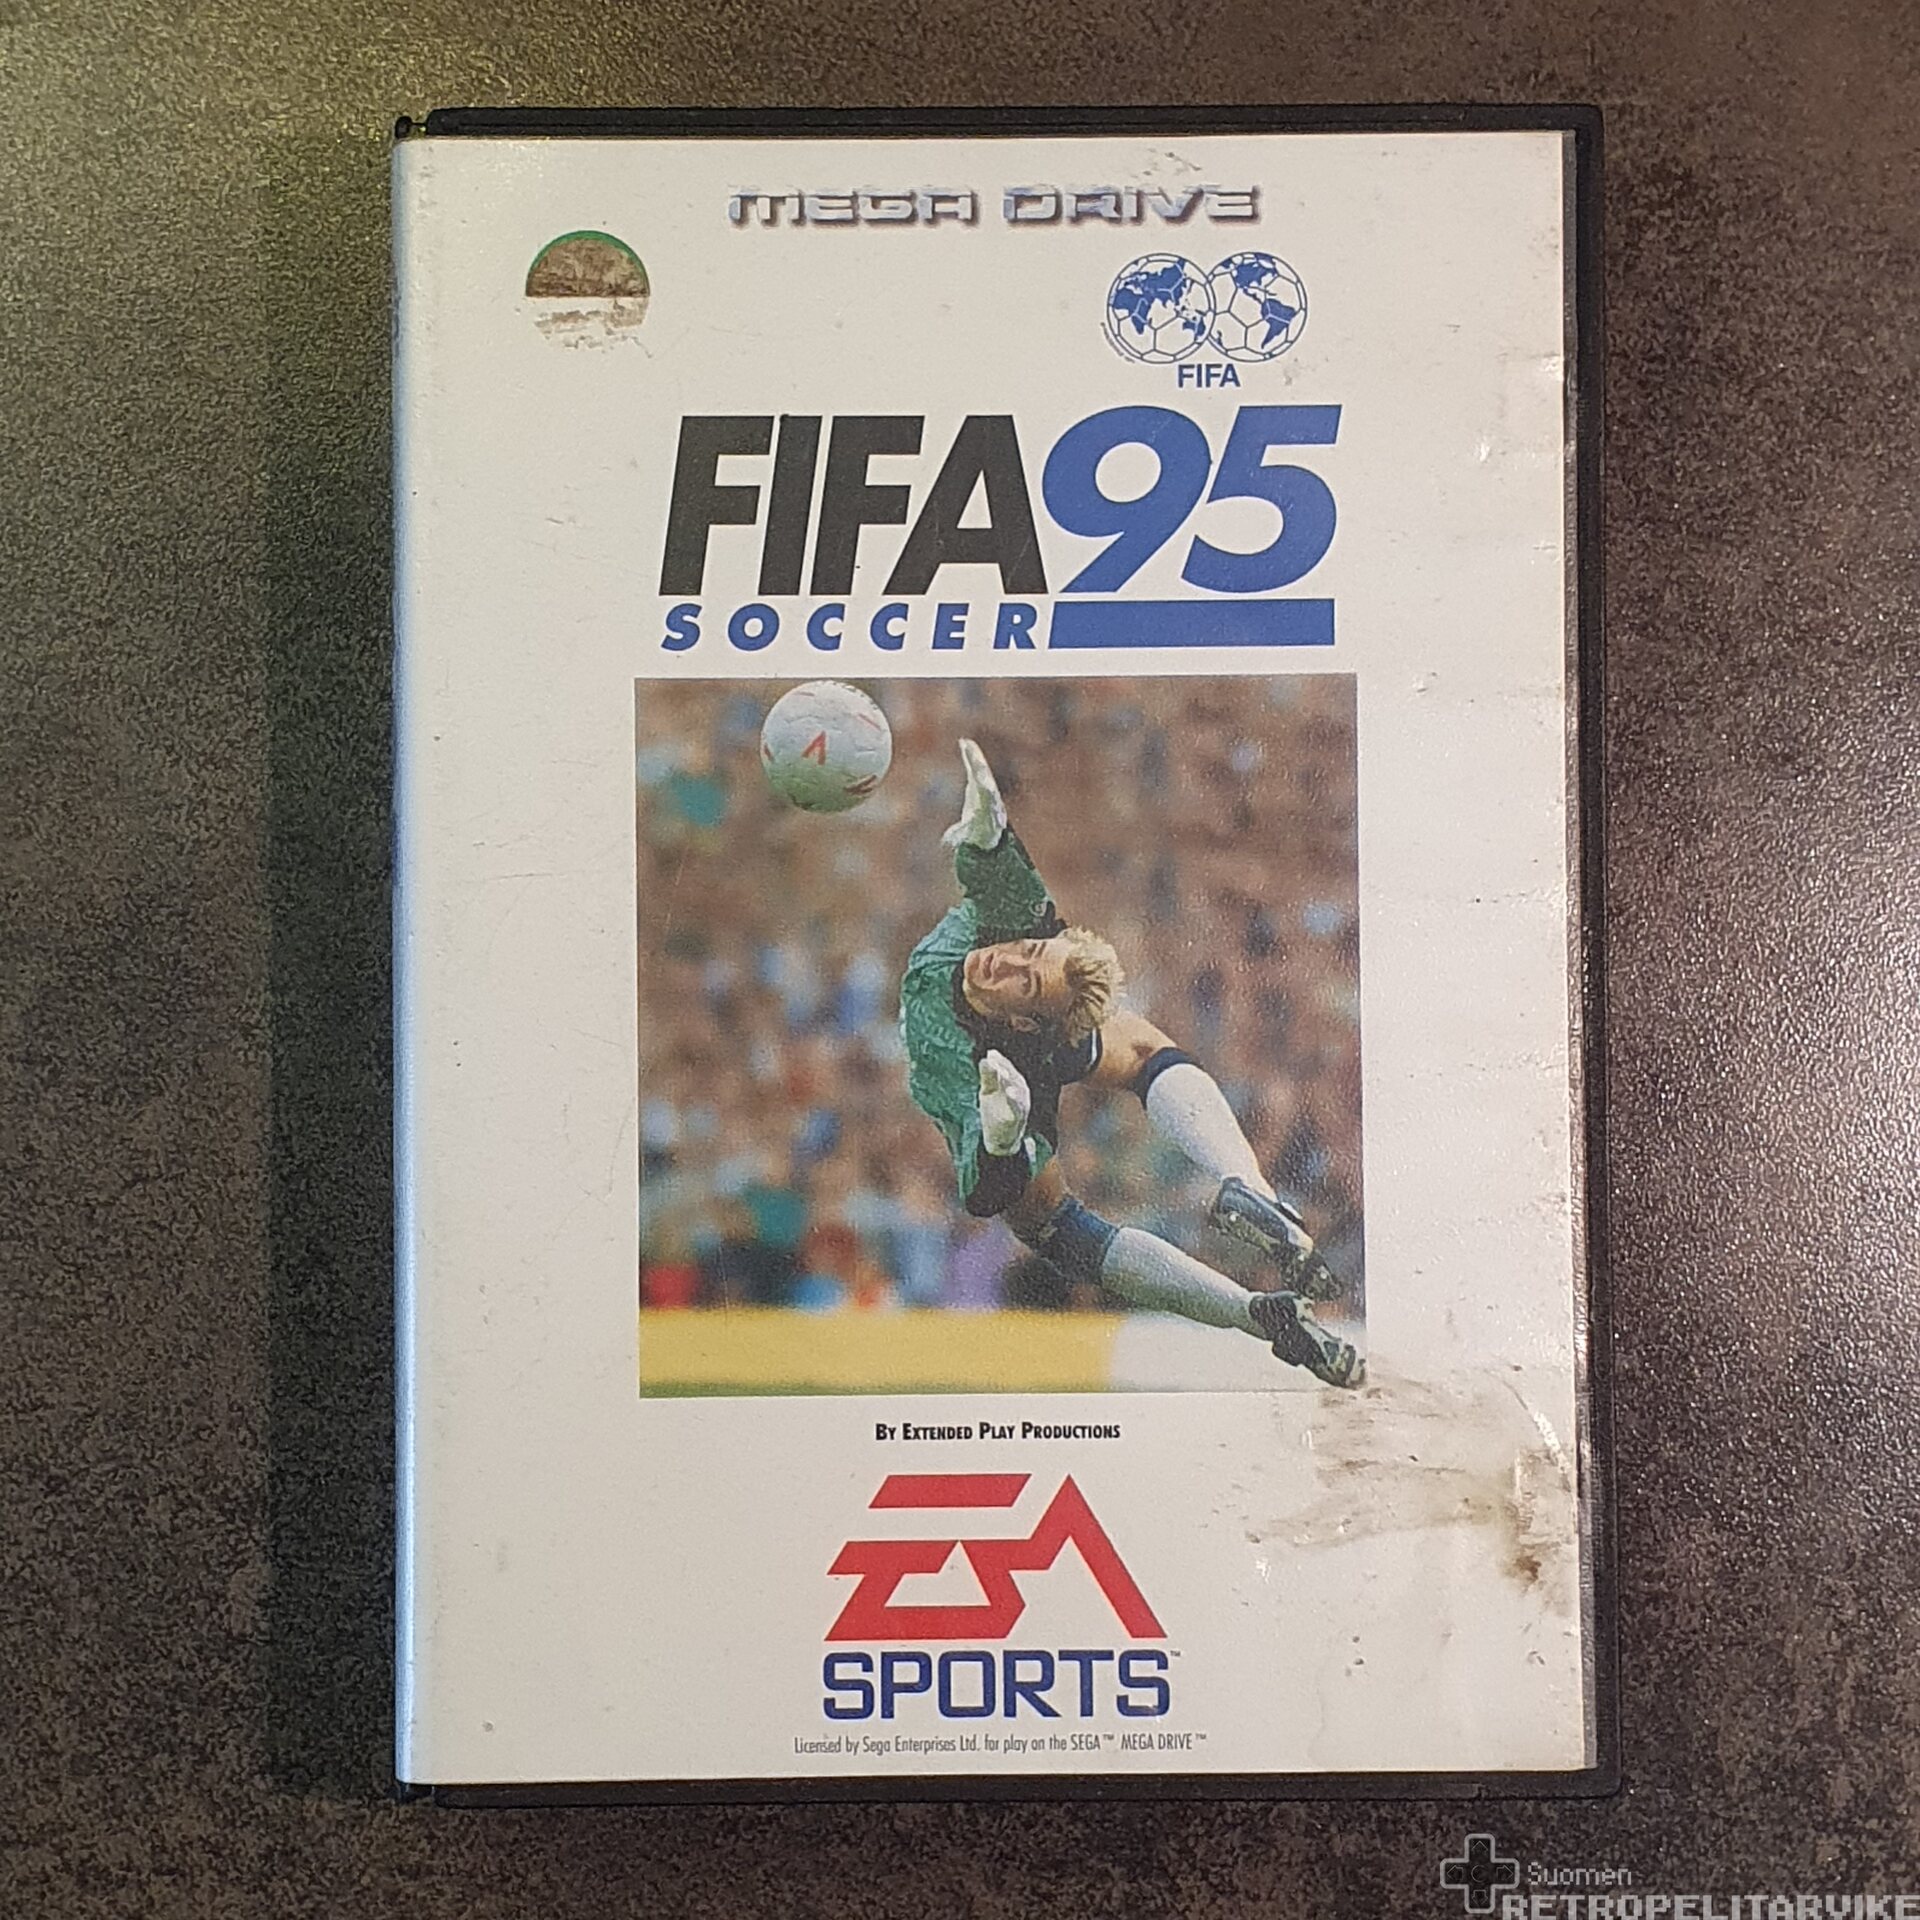 MEGA DRIVE
FIFA
FIFA 95
SOCCER
BY EXTENDED PLAY PRODUCTIONS
EA
SPORTS™
Licensed by Sega Enterprises Ltd. for play on the SEGA™ MEGA DRIVE™
Suomen
RETROPELITARVIKE